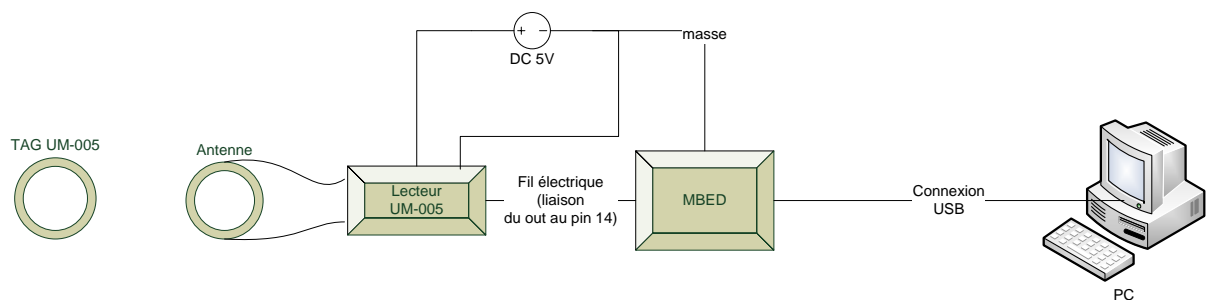 + −
DC 5V
masse
TAG UM-005
Antenne
Lecteur
UM-005
Fil électrique
(liaison
du out au pin 14)
MBED
Connexion
USB
PC